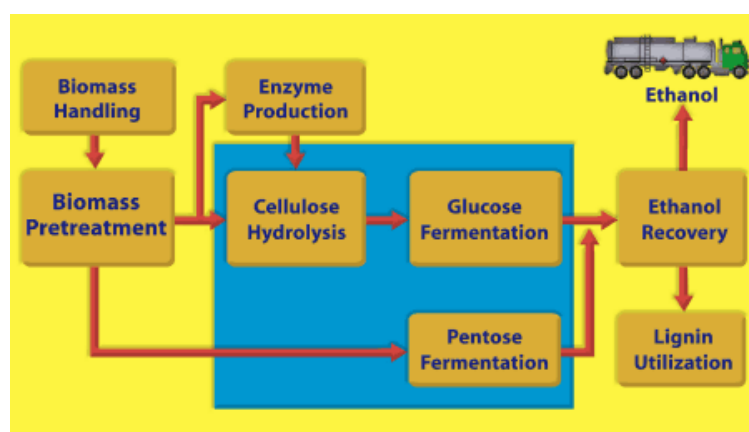 Biomass
Handling
Enzyme
Production
Ethanol
Biomass
Pretreatment
Cellulose
Hydrolysis
Glucose
Fermentation
Ethanol
Recovery
Pentose
Fermentation
Lignin
Utilization